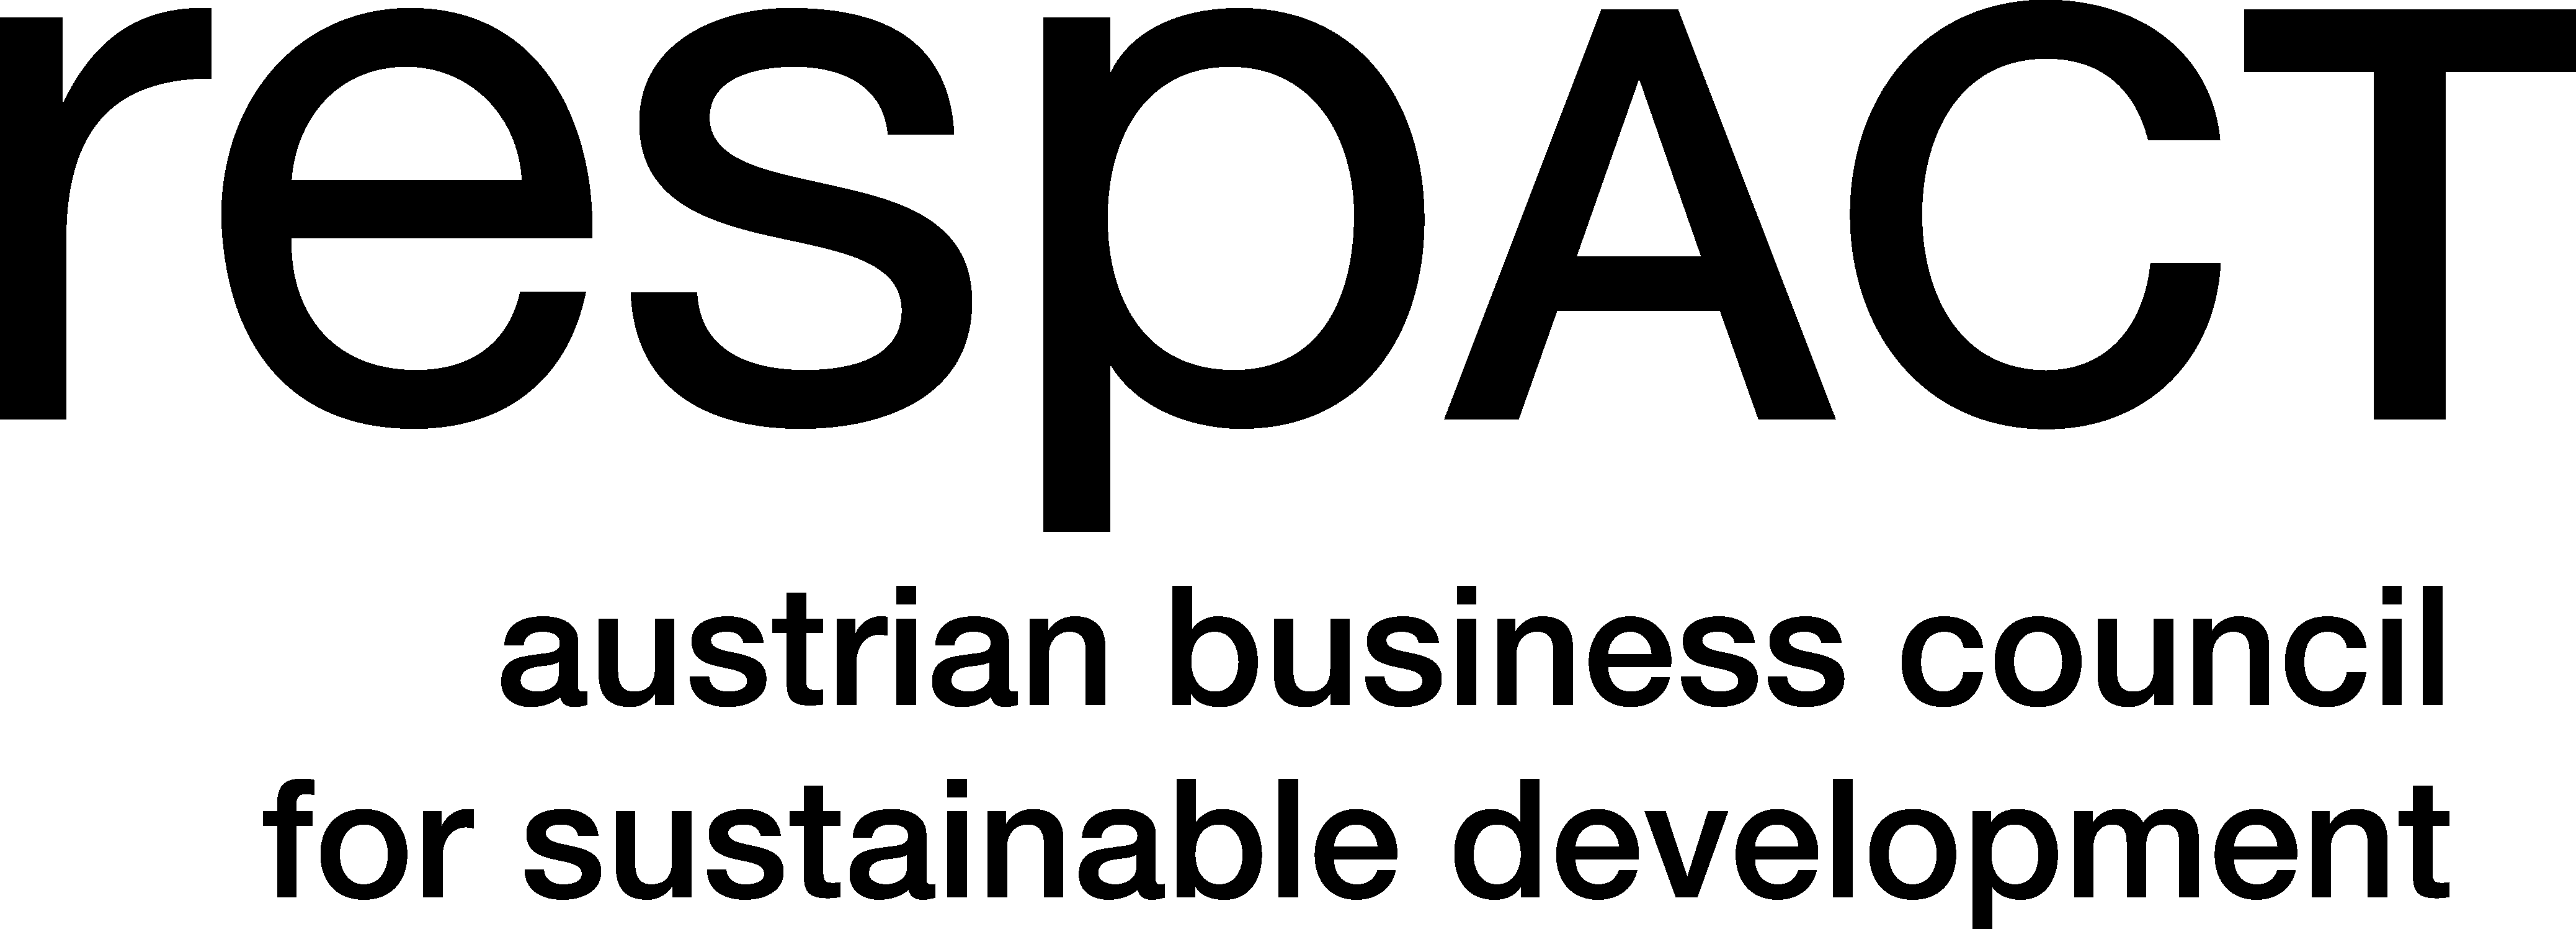 respACT
austrian business council
for sustainable development